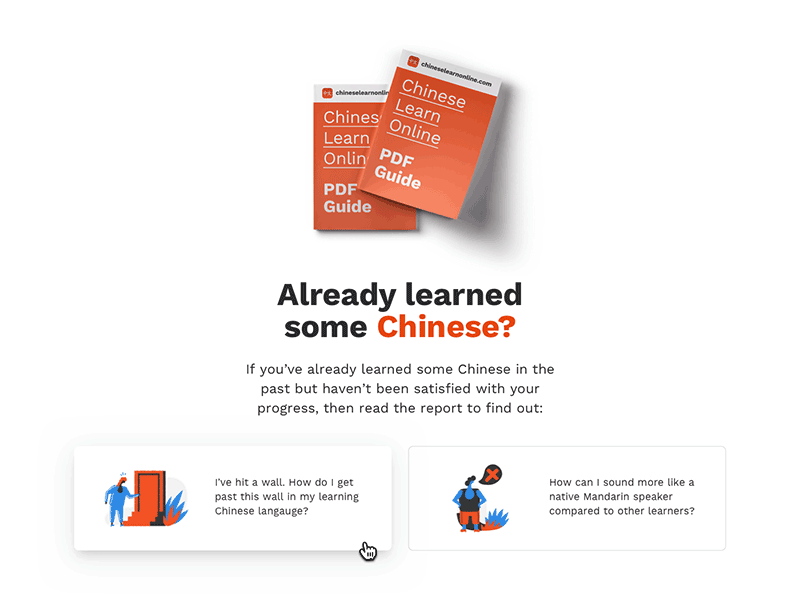 chineselearnonlin
Chinese
Learn
Online
PDF
Guide
chineselearnonline.com
Chinese
Learn
Online
PDF
Guide
Already learned
some Chinese?
If you’ve already learned some Chinese in the
past but haven’t been satisfied with your
progress, then read the report to find out:
I’ve hit a wall. How do I get
past this wall in my learning
Chinese langauge?
How can I sound more like a
native Mandarin speaker
compared to other learners?